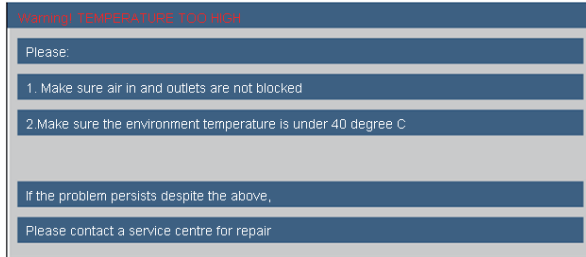 Warning! TEMPERATURE TOO HIGH
Please:
1. Make sure air in and outlets are not blocked
2.Make sure the environment temperature is under 40 degree C
If the problem persists despite the above,
Please contact a service centre for repair